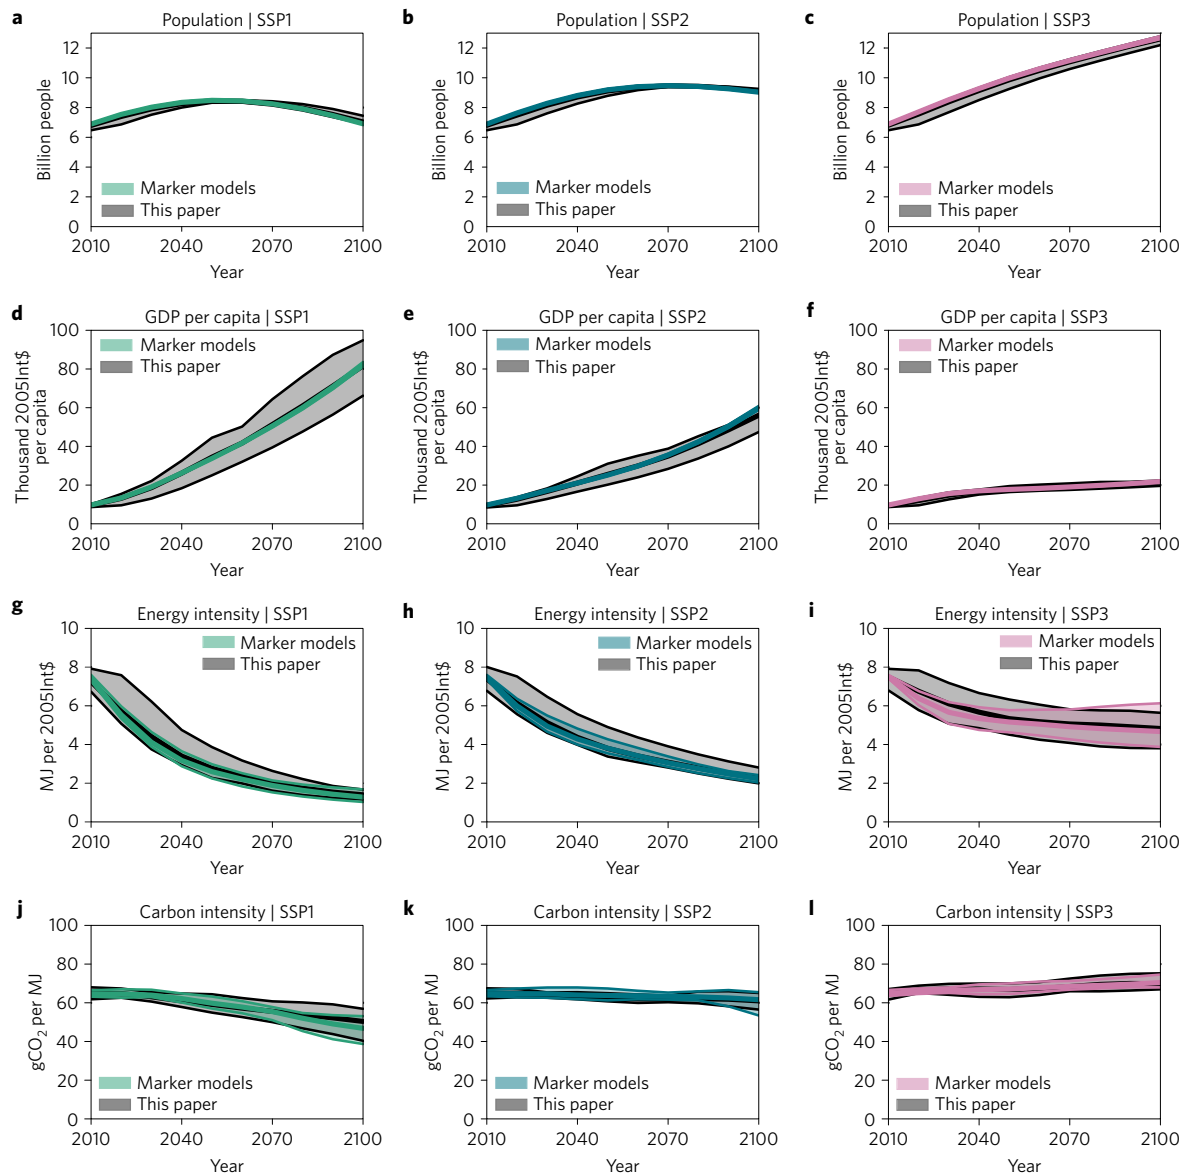 a Population | SSP1
Billion people
12
10
8
6
4
2
0
Marker models
This paper
2010 2040 2070 2100
Year
b Population | SSP2
Billion people
12
10
8
6
4
2
0
Marker models
This paper
2010 2040 2070 2100
Year
c Population | SSP3
Billion people
12
10
8
6
4
2
0
Marker models
This paper
2010 2040 2070 2100
Year
d GDP per capita | SSP1
Thousand 2005Int$
per capita
100
80
60
40
20
0
Marker models
This paper
2010 2040 2070 2100
Year
e GDP per capita | SSP2
Thousand 2005Int$
per capita
100
80
60
40
20
0
Marker models
This paper
2010 2040 2070 2100
Year
f GDP per capita | SSP3
Thousand 2005Int$
per capita
100
80
60
40
20
0
Marker models
This paper
2010 2040 2070 2100
Year
g Energy intensity | SSP1
MJ per 2005Int$
10
8
6
4
2
0
Marker models
This paper
2010 2040 2070 2100
Year
h Energy intensity | SSP2
MJ per 2005Int$
10
8
6
4
2
0
Marker models
This paper
2010 2040 2070 2100
Year
i Energy intensity | SSP3
MJ per 2005Int$
10
8
6
4
2
0
Marker models
This paper
2010 2040 2070 2100
Year
j Carbon intensity | SSP1
gCO₂ per MJ
100
80
60
40
20
0
Marker models
This paper
2010 2040 2070 2100
Year
k Carbon intensity | SSP2
gCO₂ per MJ
100
80
60
40
20
0
Marker models
This paper
2010 2040 2070 2100
Year
l Carbon intensity | SSP3
gCO₂ per MJ
100
80
60
40
20
0
Marker models
This paper
2010 2040 2070 2100
Year